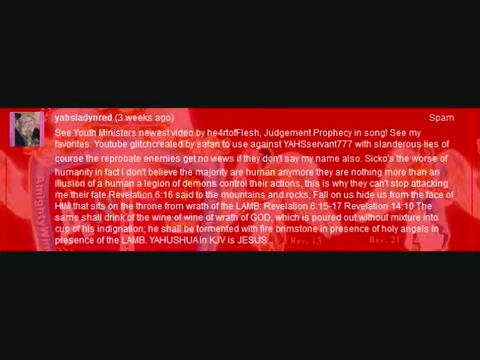 yahsladynred (3 weeks ago) Spam
See Youth Ministers newest video by he4rtofFlesh, Judgement Prophecy in song! See my
favorites. Youtube glitchcreated by satan to use against YAHSservant777 with slanderous lies of
course the reprobate enemies get no views if they don't say my name also. Sicko's the worse of
humanity in fact I don't believe the majority are human anymore they are nothing more than an
illusion of a human a legion of demons control their actions, this is why they can't stop attacking
me their fate Revelation 6:16 said to the mountains and rocks, Fall on us hide us from the face of
HIM that sits on the throne from wrath of the LAMB: Revelation 6:15-17 Revelation 14:10 The
same shall drink of the wine of wine of wrath of GOD, which is poured out without mixture into
cup of his indignation; he shall be tormented with fire brimstone in presence of holy angels in
presence of the LAMB. YAHUSHUA in KJV is JESUS
Rev. 15 Rev. 21